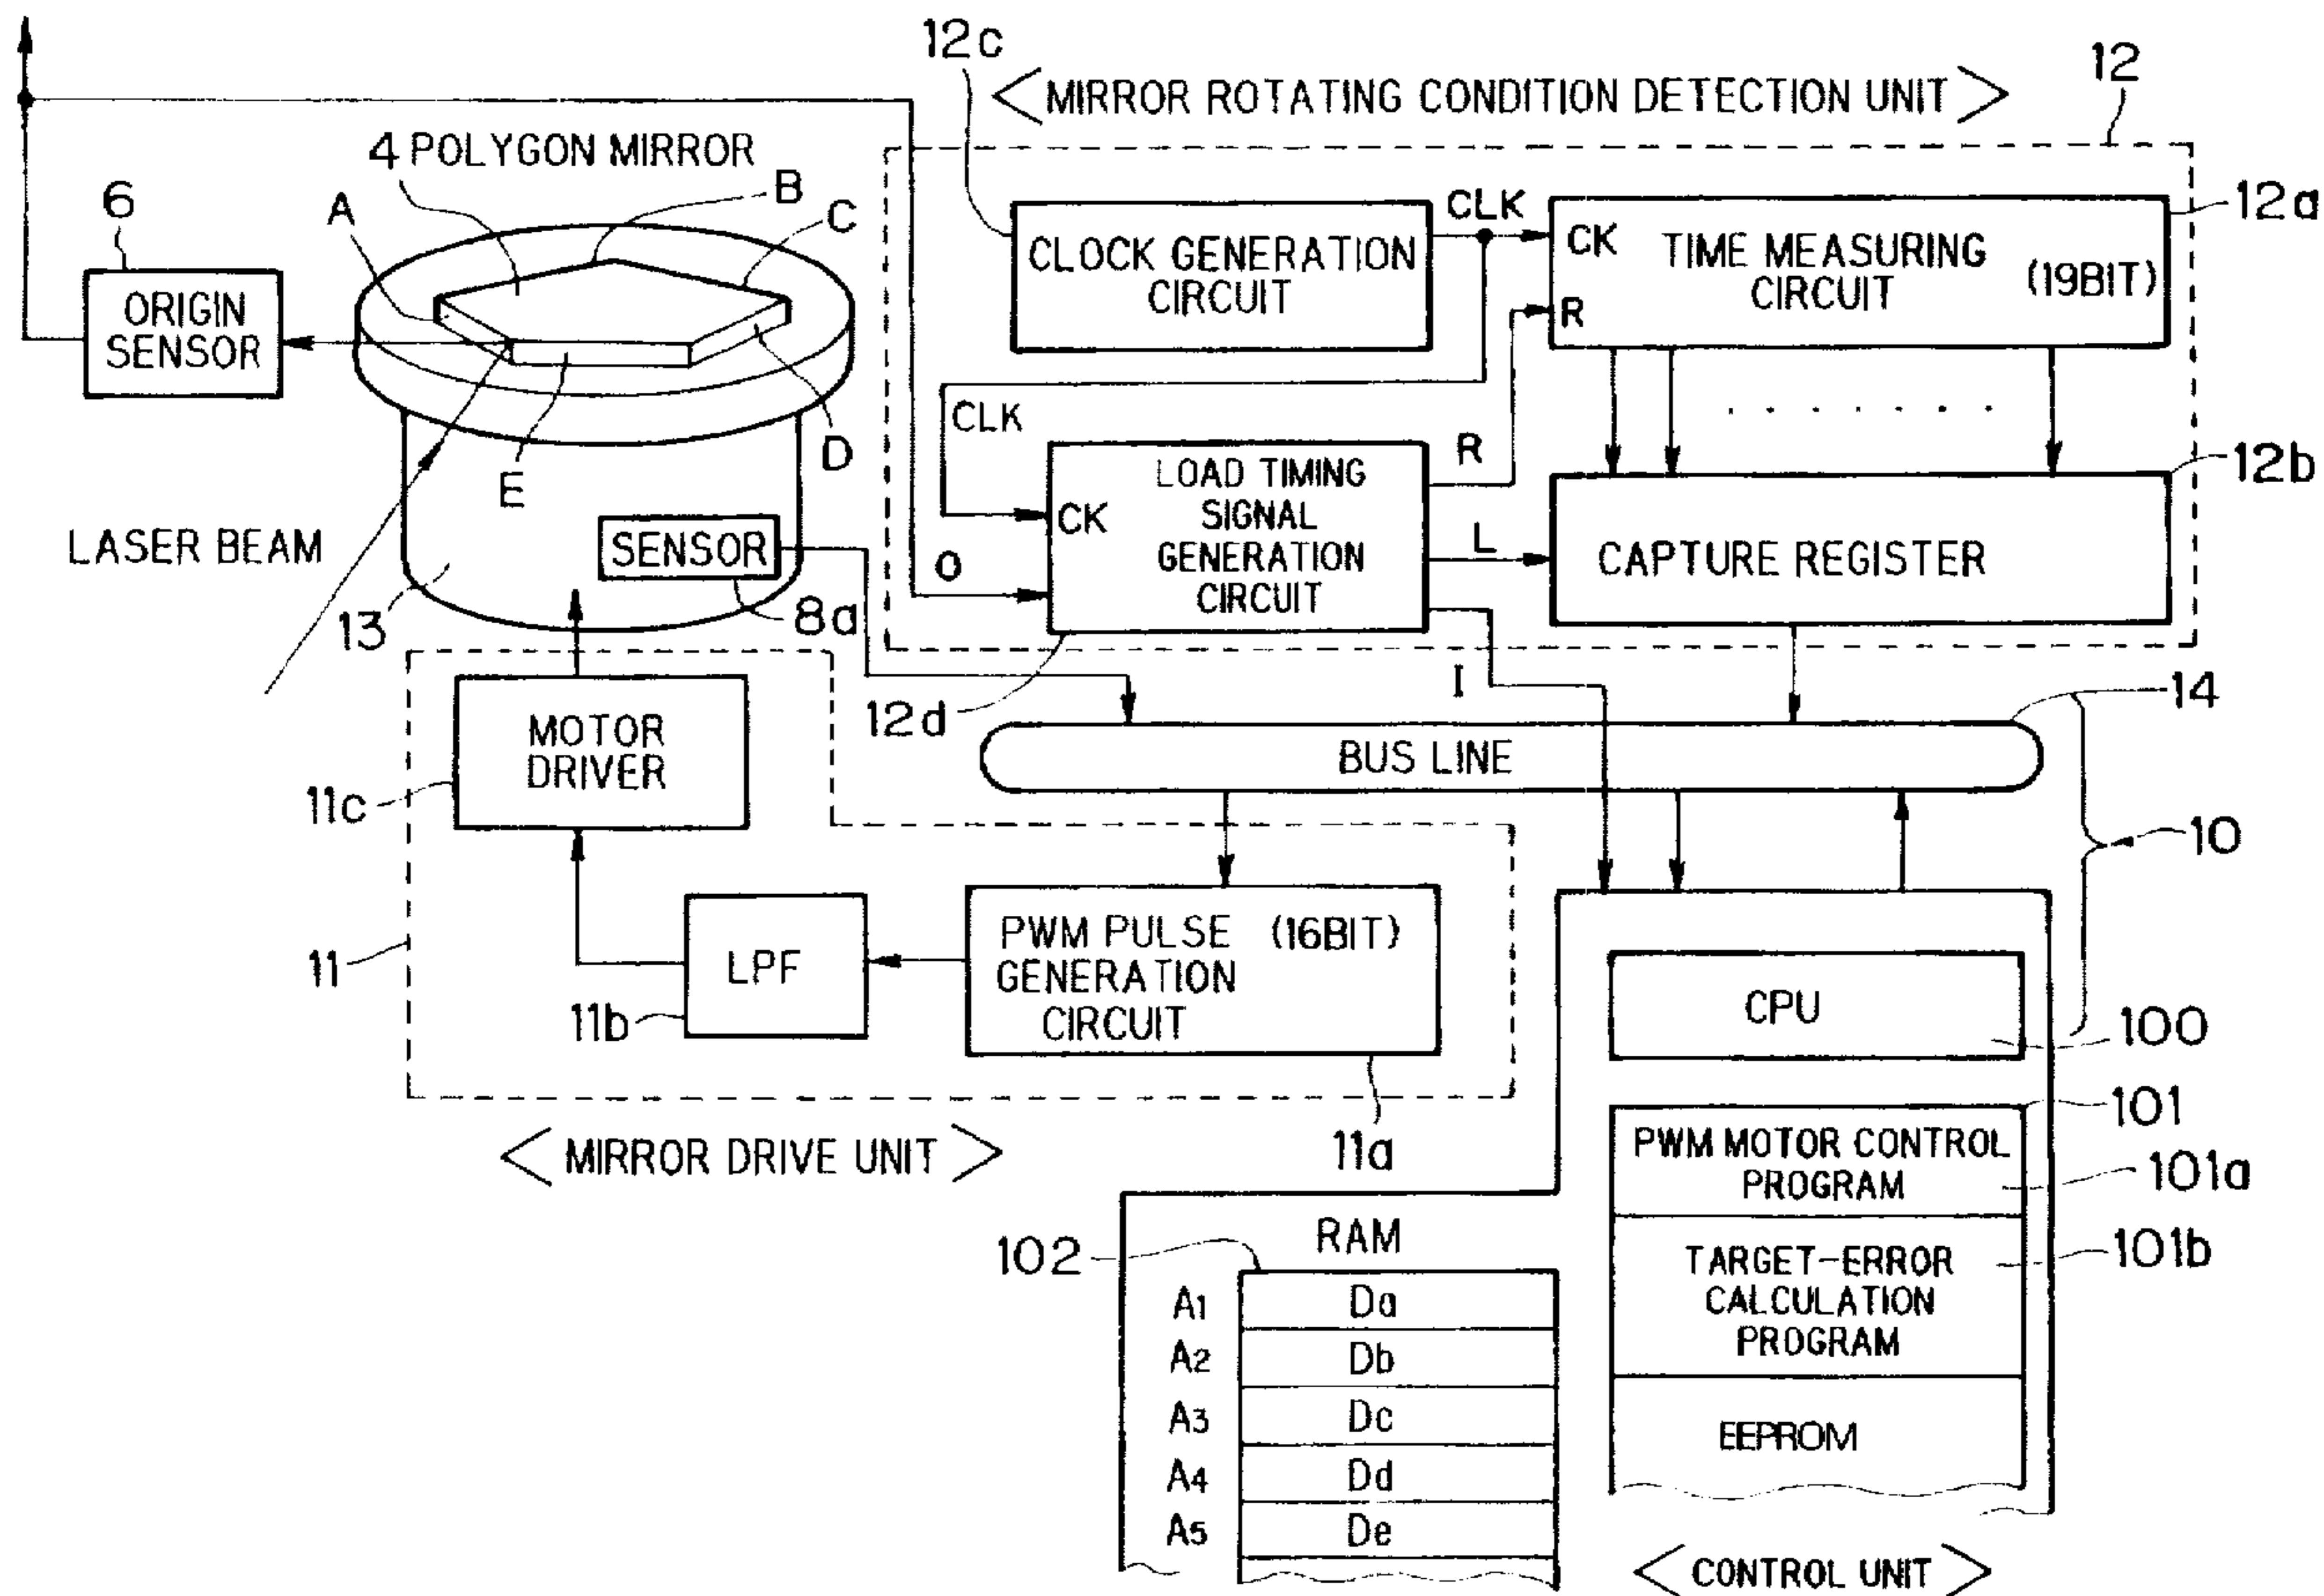 12c
< MIRROR ROTATING CONDITION DETECTION UNIT >
12
4 POLYGON MIRROR
6
A
B
C
ORIGIN
SENSOR
E
D
LASER BEAM
13
SENSOR
8a
CLOCK GENERATION
CIRCUIT
CLK
CK
TIME MEASURING
CIRCUIT
(19BIT)
R
12a
CLK
R
CK
LOAD TIMING
SIGNAL
GENERATION
CIRCUIT
O
L
I
12b
CAPTURE REGISTER
12d
14
BUS LINE
10
MOTOR
DRIVER
11c
11
LPF
11b
PWM PULSE (16BIT)
GENERATION
CIRCUIT
11a
< MIRROR DRIVE UNIT >
CPU
100
101
PWM MOTOR CONTROL
PROGRAM
101a
TARGET-ERROR
CALCULATION
PROGRAM
101b
EEPROM
102
RAM
A1 Da
A2 Db
A3 Dc
A4 Dd
A5 De
< CONTROL UNIT >